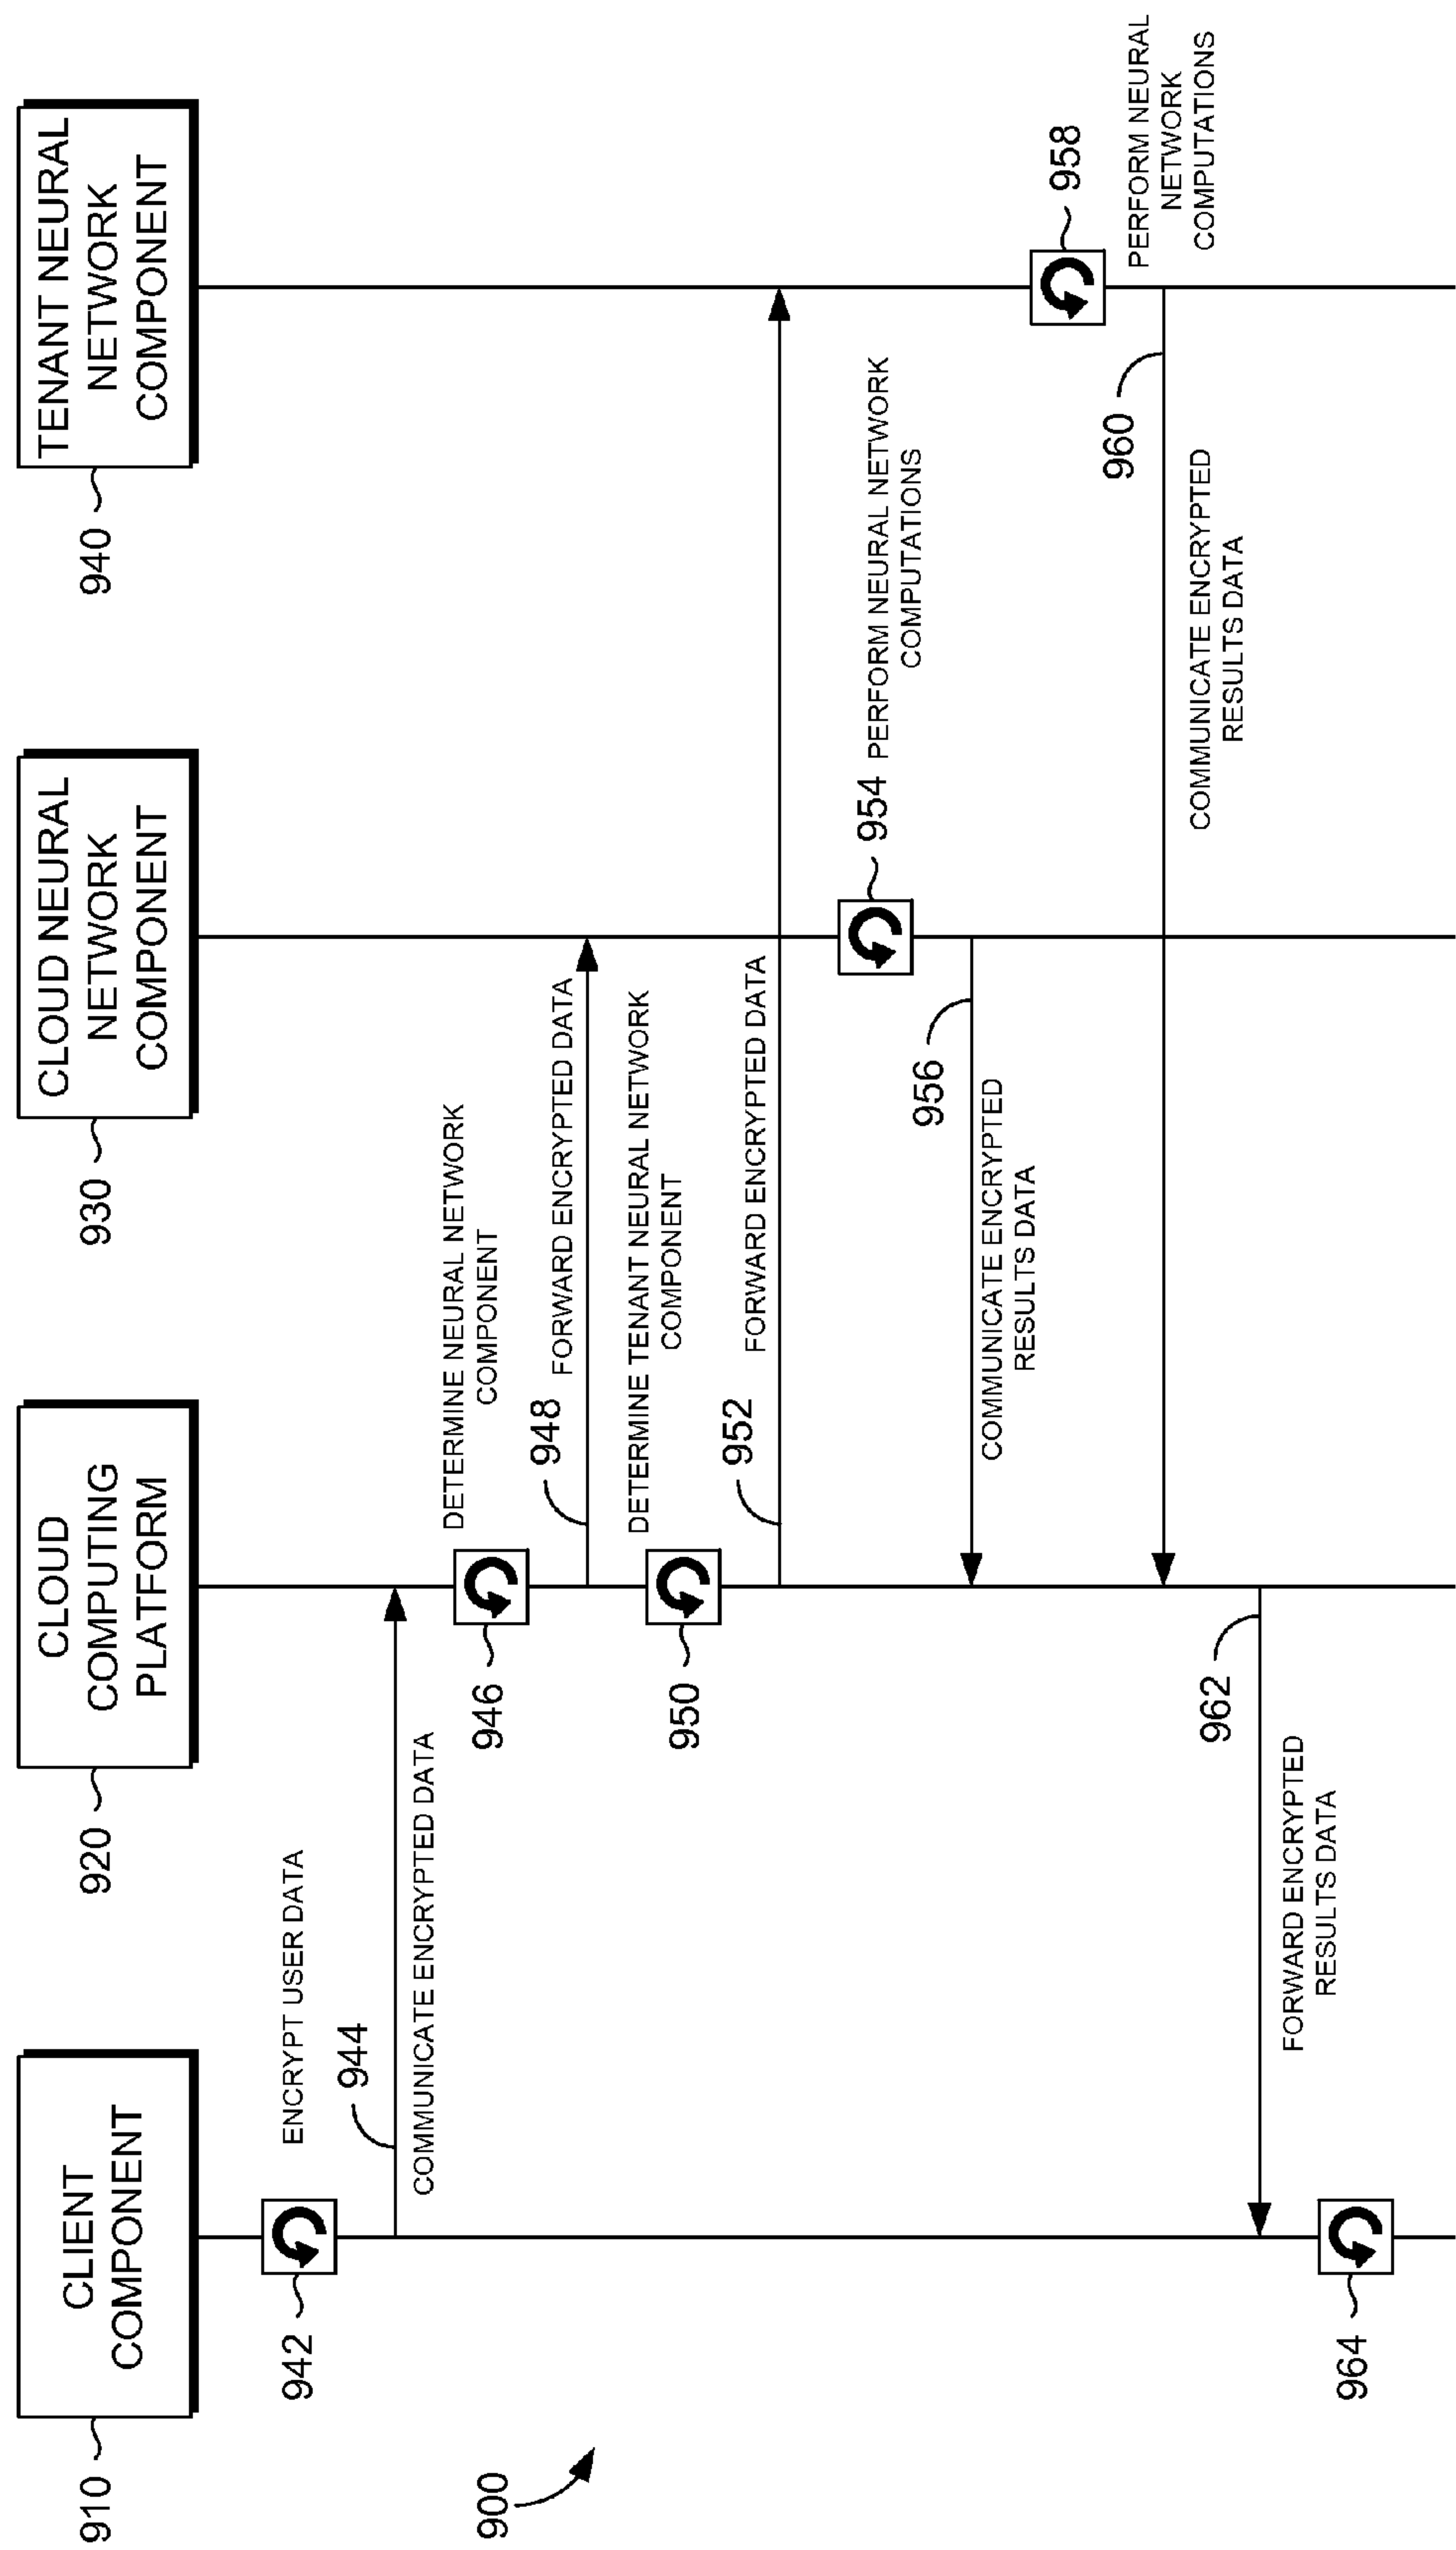 900
910
CLIENT
COMPONENT
920
CLOUD
COMPUTING
PLATFORM
930
CLOUD NEURAL
NETWORK
COMPONENT
940
TENANT NEURAL
NETWORK
COMPONENT
942
ENCRYPT USER DATA
944
COMMUNICATE ENCRYPTED DATA
946
DETERMINE NEURAL NETWORK
COMPONENT
948
FORWARD ENCRYPTED DATA
950
DETERMINE TENANT NEURAL NETWORK
COMPONENT
952
FORWARD ENCRYPTED DATA
954
PERFORM NEURAL NETWORK
COMPUTATIONS
956
COMMUNICATE ENCRYPTED
RESULTS DATA
958
PERFORM NEURAL
NETWORK
COMPUTATIONS
960
COMMUNICATE ENCRYPTED
RESULTS DATA
962
FORWARD ENCRYPTED
RESULTS DATA
964